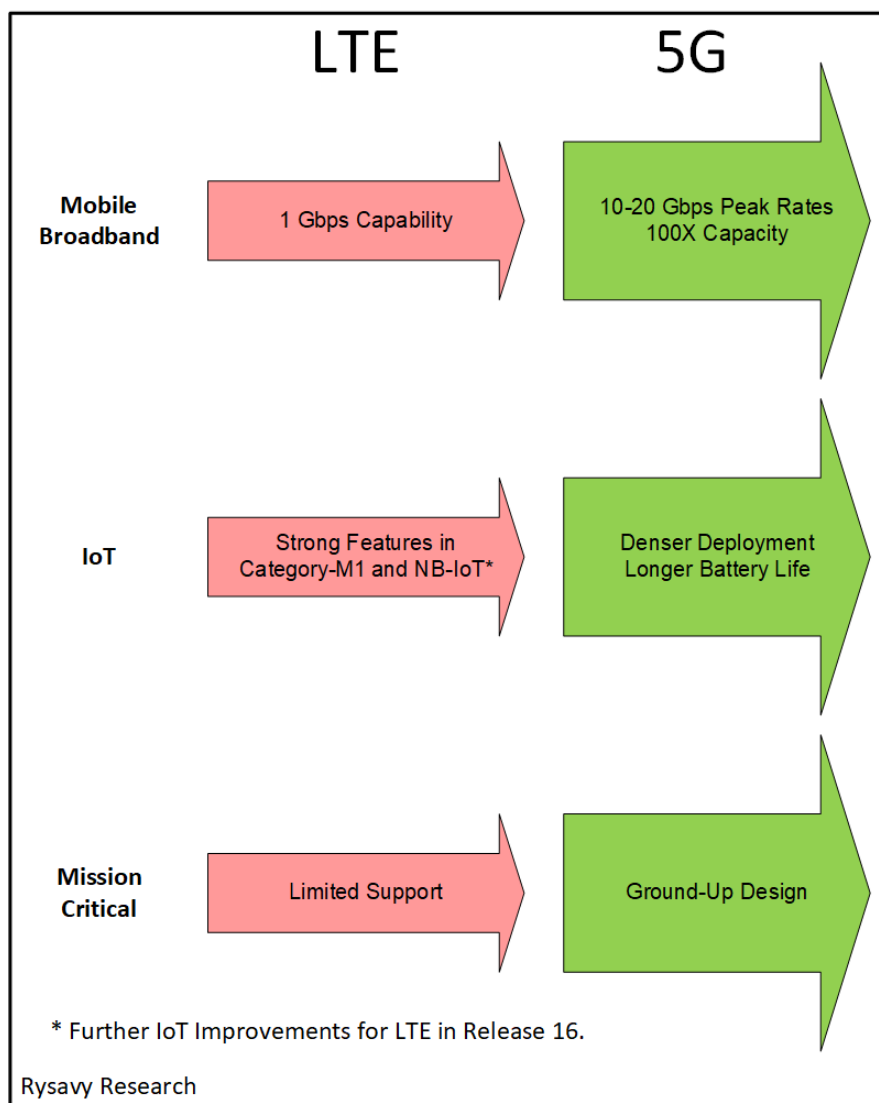 LTE
5G
Mobile
Broadband
1 Gbps Capability
10-20 Gbps Peak Rates
100X Capacity
IoT
Strong Features in
Category-M1 and NB-IoT*
Denser Deployment
Longer Battery Life
Mission
Critical
Limited Support
Ground-Up Design
* Further IoT Improvements for LTE in Release 16.
Rysavy Research